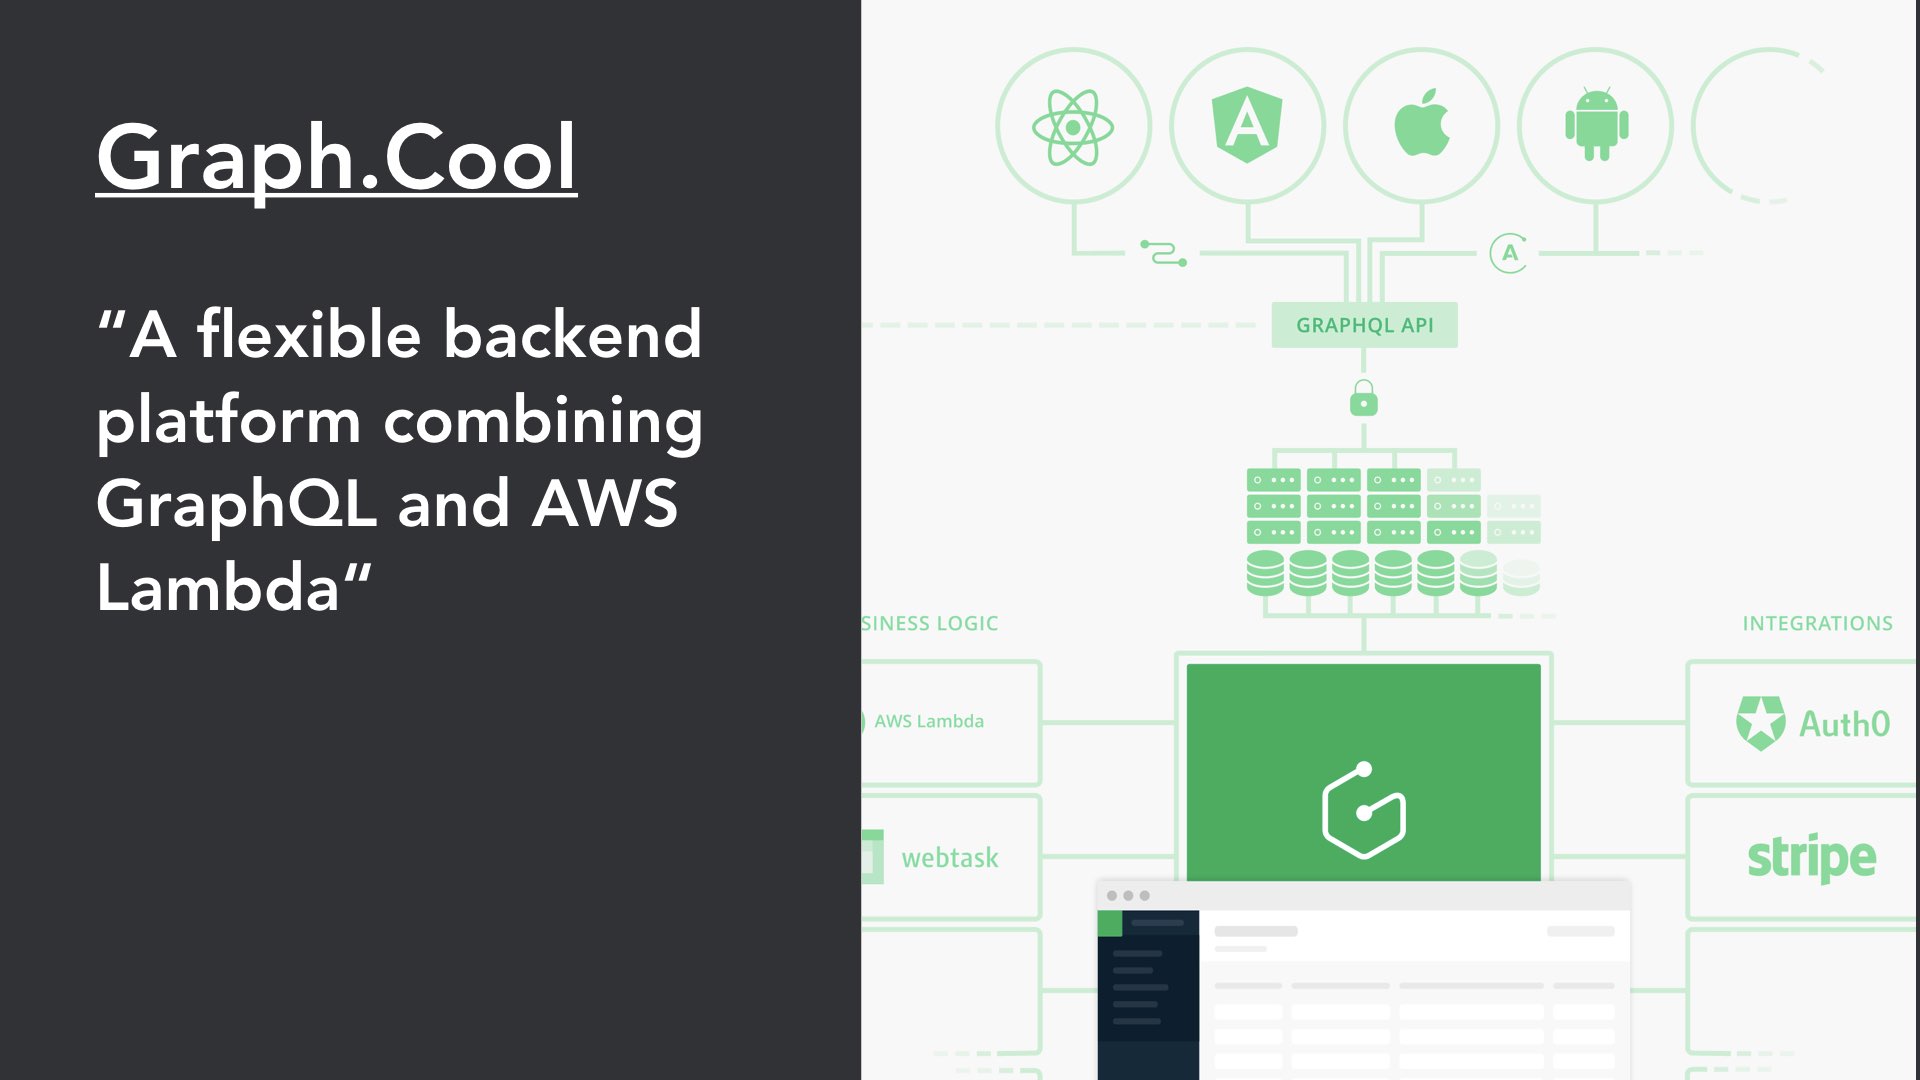 Graph.Cool
“A flexible backend
platform combining
GraphQL and AWS
Lambda“
A
A
GRAPHQL API
SINESS LOGIC
AWS Lambda
webtask
INTEGRATIONS
Auth0
stripe